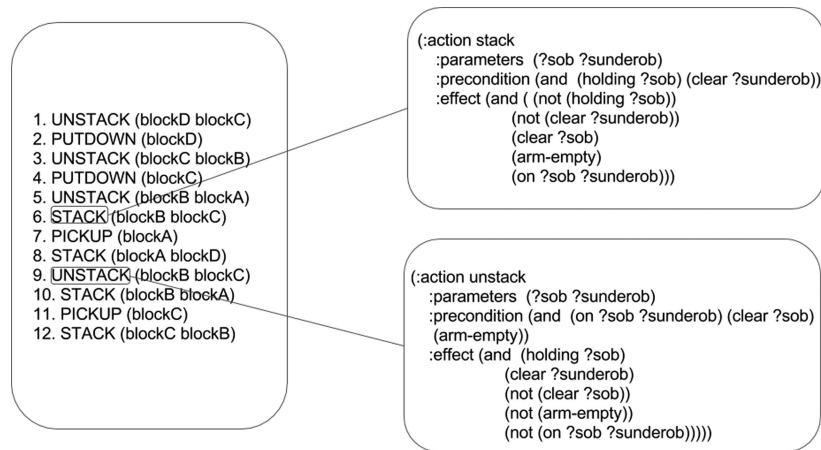 1. UNSTACK (blockD blockC)
2. PUTDOWN (blockD)
3. UNSTACK (blockC blockB)
4. PUTDOWN (blockC)
5. UNSTACK (blockB blockA)
6. STACK (blockB blockC)
7. PICKUP (blockA)
8. STACK (blockA blockD)
9. UNSTACK (blockB blockC)
10. STACK (blockB blockA)
11. PICKUP (blockC)
12. STACK (blockC blockB)
(:action stack
:parameters (?sob ?sunderob)
:precondition (and (holding ?sob) (clear ?sunderob))
:effect (and ( (not (holding ?sob))
(not (clear ?sunderob))
(clear ?sob)
(arm-empty)
(on ?sob ?sunderob)))
(:action unstack
:parameters (?sob ?sunderob)
:precondition (and (on ?sob ?sunderob) (clear ?sob)
(arm-empty))
:effect (and (holding ?sob)
(clear ?sunderob)
(not (clear ?sob))
(not (arm-empty))
(not (on ?sob ?sunderob)))))